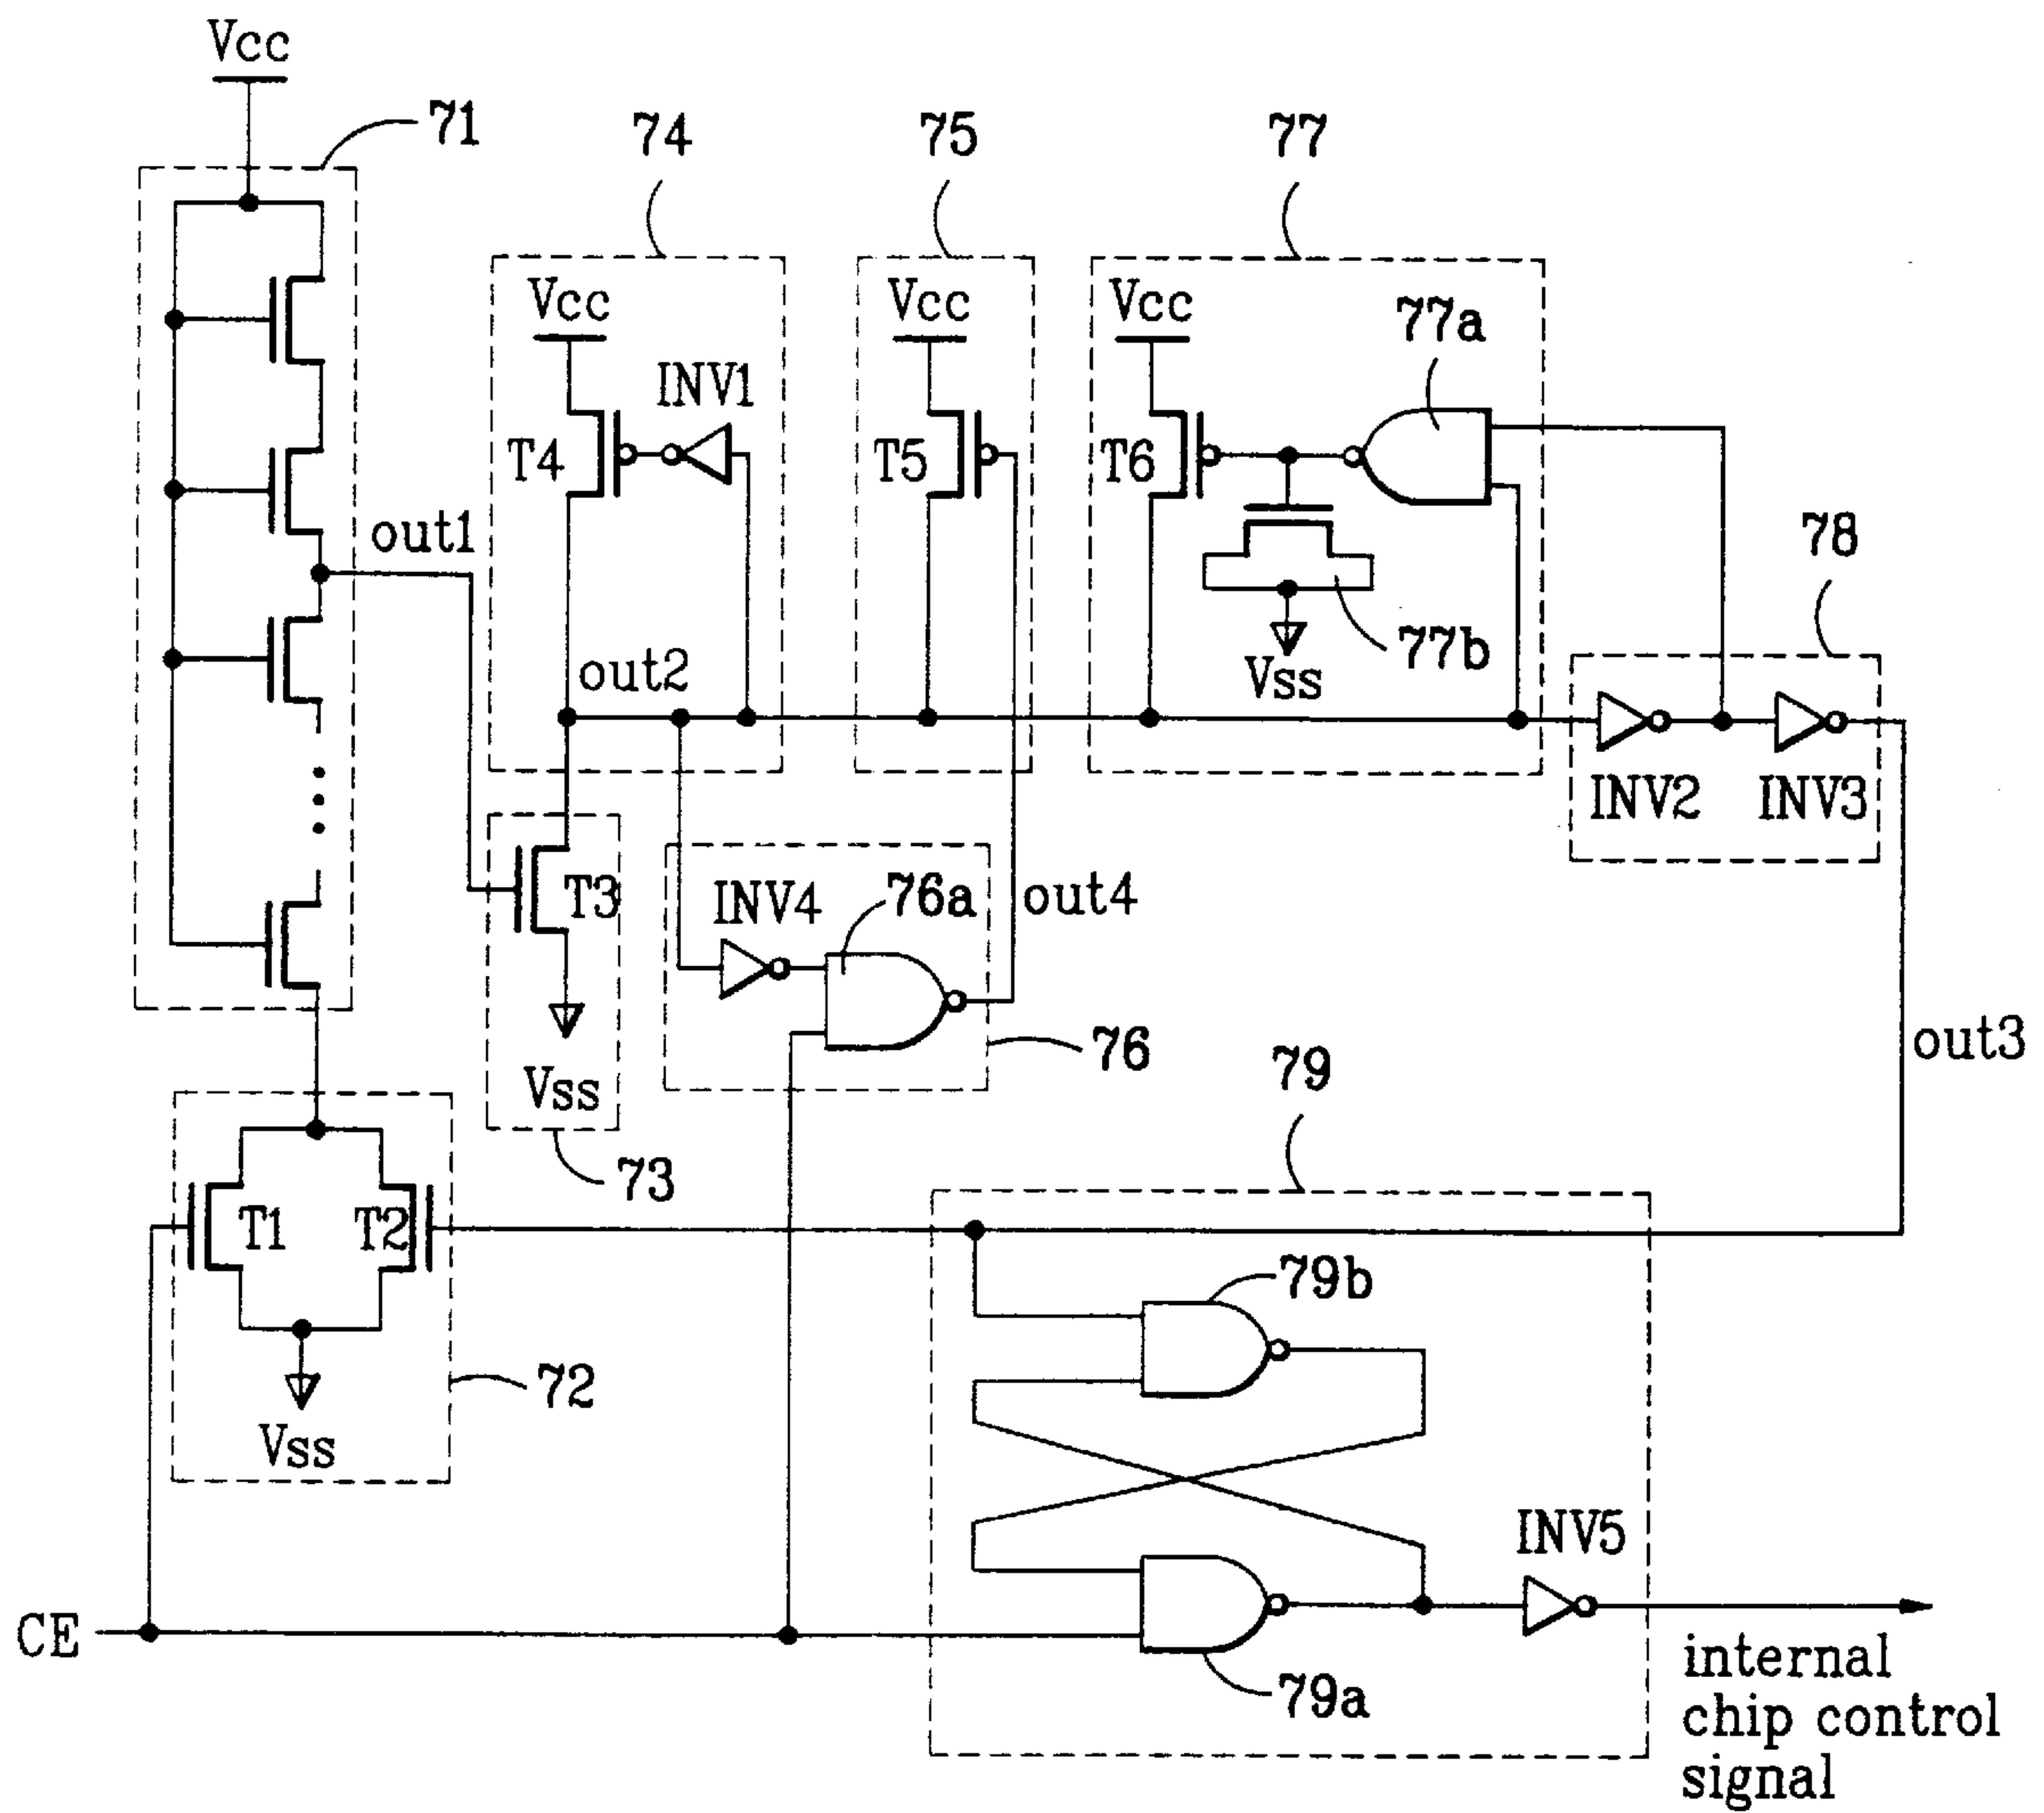 Vcc
71
74
75
77
Vcc
Vcc
Vcc
77a
INV1
T4
T5
T6
out1
78
77b
Vss
out2
INV2
INV3
T3
INV4
76a
out4
Vss
76
79
out3
73
T1
T2
79b
72
Vss
INV5
CE
79a
internal
chip control
signal